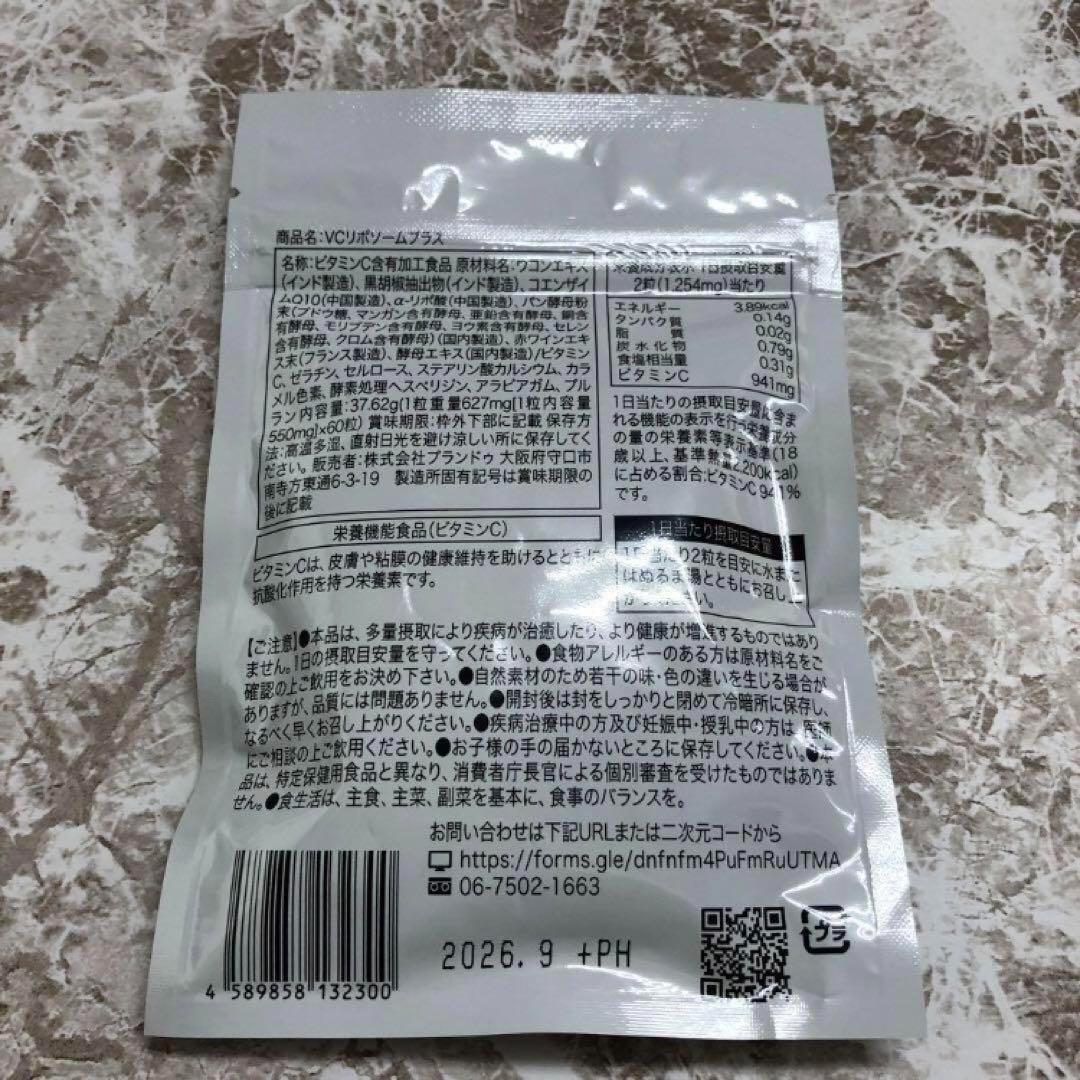 商品名:VCリポソームプラス
名称:ビタミンC含有加工食品 原材料名:ウコンエキス
(インド製造)、黒胡椒抽出物(インド製造)、コエンザイ
ムQ10(中国製造)、α-リポ酸(中国製造)、パン酵母粉
末(ブドウ糖、マンガン含有酵母、亜鉛含有酵母、銅含
有酵母、モリブデン含有酵母、ヨウ素含有酵母、セレン
含有酵母、クロム含有酵母)(国内製造)、赤ワインエキ
ス末(フランス製造)、酵母エキス(国内製造)/ビタミン
C、ゼラチン、セルロース、ステアリン酸カルシウム、カラ
メル色素、酵素処理ヘスペリジン、アラビアガム、プル
ラン 内容量:37.62g(1粒重量627mg[1粒内容量
550mg]×60粒) 賞味期限:枠外下部に記載 保存方
法:高温多湿、直射日光を避け涼しい所に保存してく
ださい。 販売者:株式会社プランドゥ 大阪府守口市
南寺方東通6-3-19 製造所固有記号は賞味期限の
後に記載
栄養機能食品(ビタミンC)
ビタミンCは、皮膚や粘膜の健康維持を助けるとともに
抗酸化作用を持つ栄養素です。
栄養成分表示 1日摂取目安量
2粒(1,254mg)当たり
エネルギー 3.89kcal
タンパク質 0.14g
脂質 0.02g
炭水化物 0.79g
食塩相当量 0.31g
ビタミンC 941mg
1日当たりの摂取目安量に含ま
れる機能の表示を行う栄養成分
の量の栄養素等表示基準(18
歳以上、基準熱量2,200kcal)
に占める割合:ビタミンC 941%
です。
1日当たり摂取目安量
1日当たり2粒を目安に水また
はぬるま湯とともにお召し上
がりください。
【ご注意】●本品は、多量摂取により疾病が治癒したり、より健康が増進するものではあり
ません。1日の摂取目安量を守ってください。●食物アレルギーのある方は原材料名をご
確認の上ご飲用をお決め下さい。●自然素材のため若干の味・色の違いを生じる場合が
ありますが、品質には問題ありません。●開封後は封をしっかりと閉めて冷暗所に保存し、
なるべく早くお召し上がりください。●疾病治療中の方及び妊娠中・授乳中の方は、医師
にご相談の上ご飲用ください。●お子様の手の届かないところに保存してください。●本
品は、特定保健用食品と異なり、消費者庁長官による個別審査を受けたものではありま
せん。●食生活は、主食、主菜、副菜を基本に、食事のバランスを。
お問い合わせは下記URLまたは二次元コードから
https://forms.gle/dnfnfm4PuFmRuUTMA
06-7502-1663
2026. 9 +PH
プラ
4 589858 132300